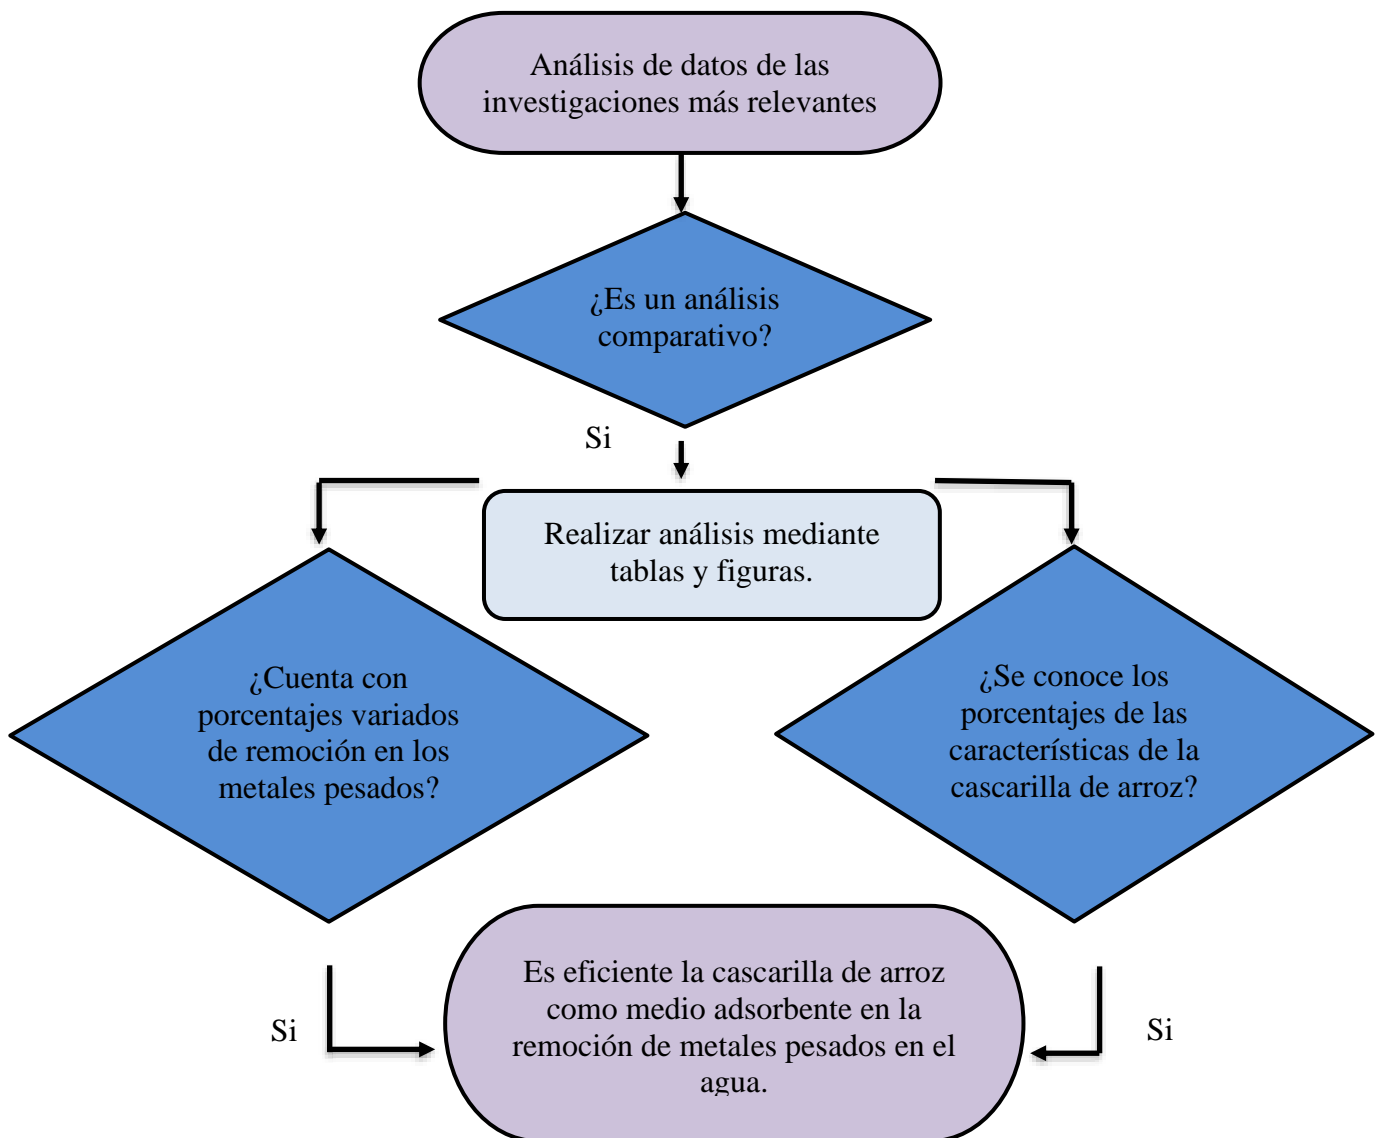 Análisis de datos de las
investigaciones más relevantes
¿Es un análisis
comparativo?
Si
Realizar análisis mediante
tablas y figuras.
¿Cuenta con
porcentajes variados
de remoción en los
metales pesados?
¿Se conoce los
porcentajes de las
características de la
cascarilla de arroz?
Es eficiente la cascarilla de arroz
como medio adsorbente en la
remoción de metales pesados en el
agua.
Si
Si